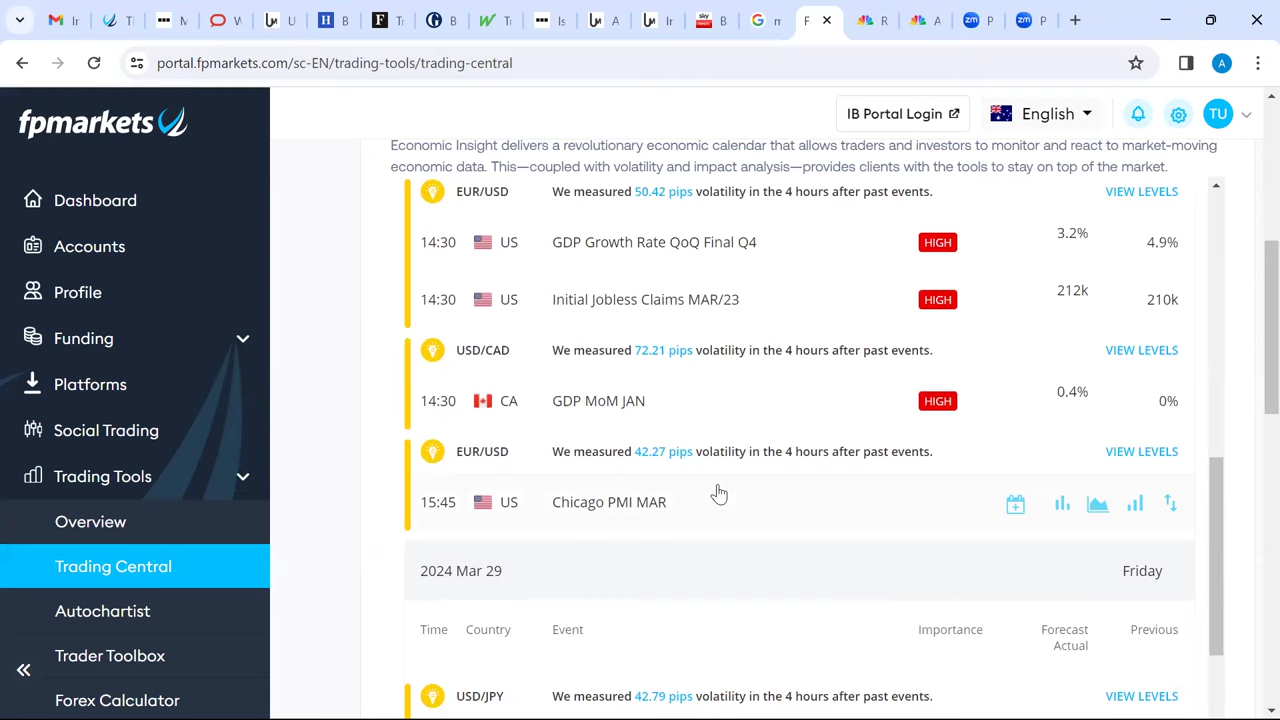 portal.fpmarkets.com/sc-EN/trading-tools/trading-central
A
fpmarkets
IB Portal Login
English
TU
Dashboard
Accounts
Profile
Funding
Platforms
Social Trading
Trading Tools
Overview
Trading Central
Autochartist
Trader Toolbox
Forex Calculator
Economic Insight delivers a revolutionary economic calendar that allows traders and investors to monitor and react to market-moving
economic data. This—coupled with volatility and impact analysis—provides clients with the tools to stay on top of the market.
EUR/USD We measured 50.42 pips volatility in the 4 hours after past events. VIEW LEVELS
14:30 US GDP Growth Rate QoQ Final Q4 HIGH 3.2% 4.9%
14:30 US Initial Jobless Claims MAR/23 HIGH 212k 210k
USD/CAD We measured 72.21 pips volatility in the 4 hours after past events. VIEW LEVELS
14:30 CA GDP MoM JAN HIGH 0.4% 0%
EUR/USD We measured 42.27 pips volatility in the 4 hours after past events. VIEW LEVELS
15:45 US Chicago PMI MAR
2024 Mar 29 Friday
Time Country Event Importance Forecast Previous
Actual
USD/JPY We measured 42.79 pips volatility in the 4 hours after past events. VIEW LEVELS